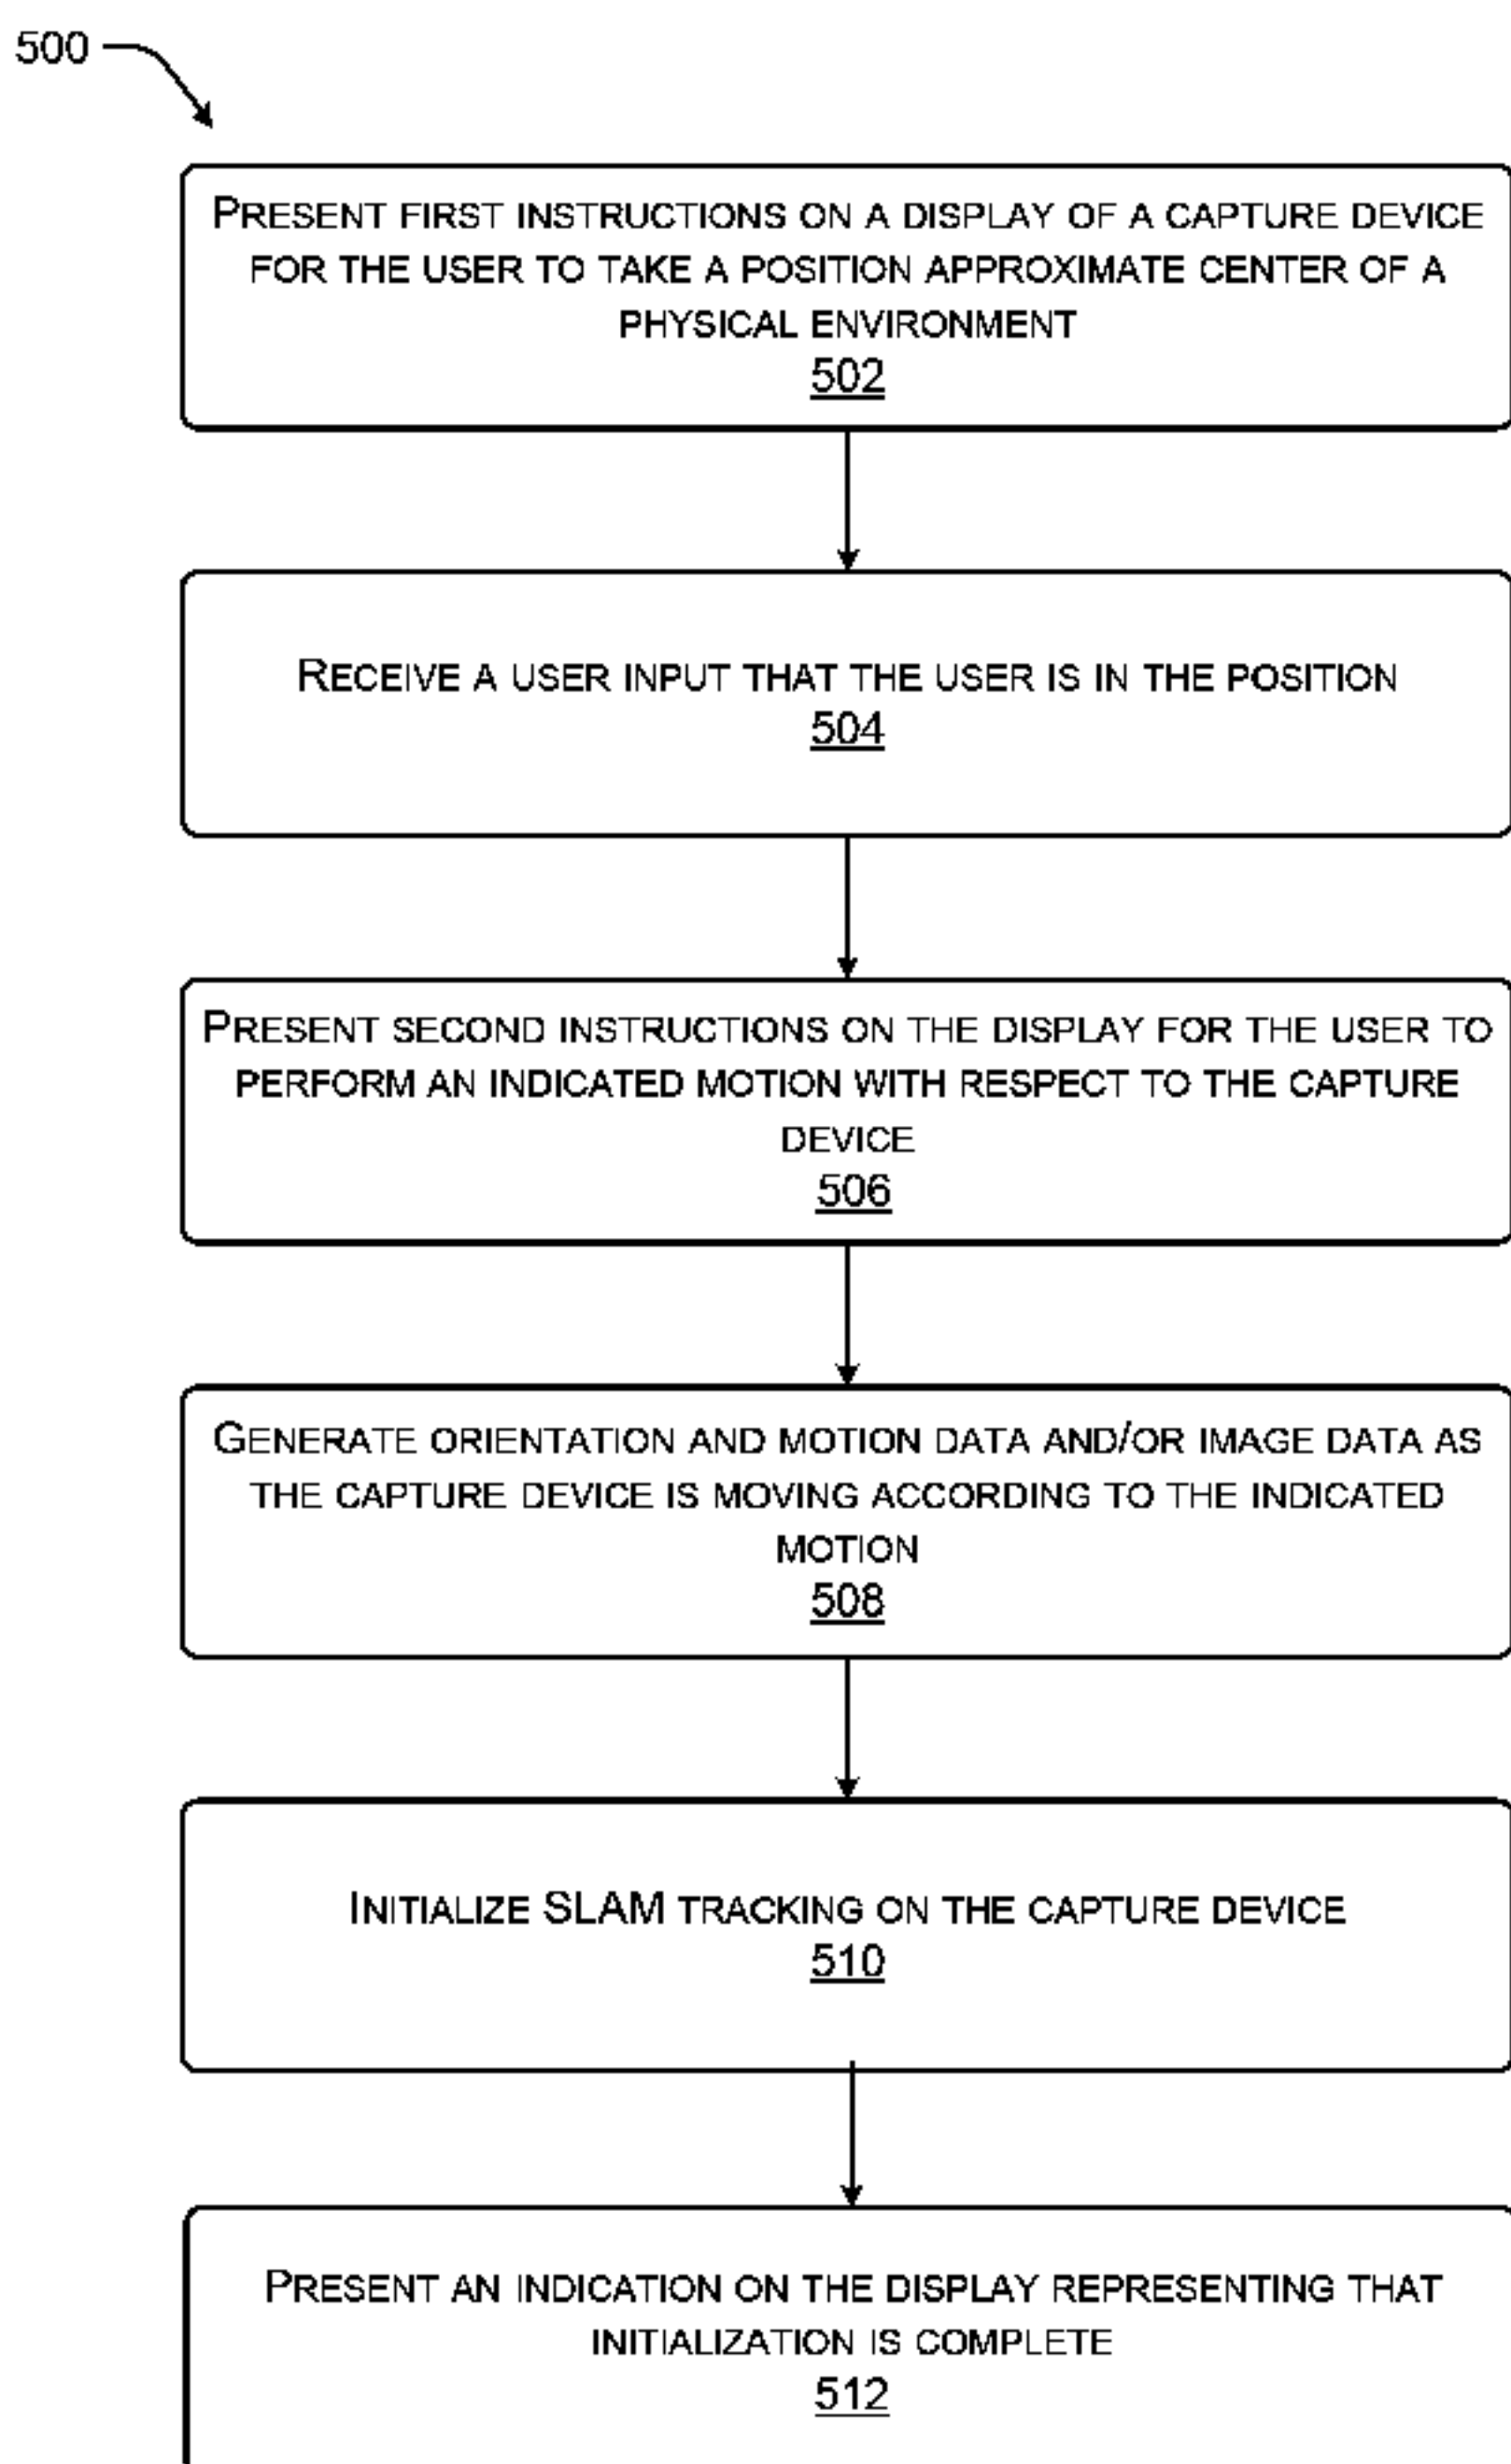 500
PRESENT FIRST INSTRUCTIONS ON A DISPLAY OF A CAPTURE DEVICE
FOR THE USER TO TAKE A POSITION APPROXIMATE CENTER OF A
PHYSICAL ENVIRONMENT
502
RECEIVE A USER INPUT THAT THE USER IS IN THE POSITION
504
PRESENT SECOND INSTRUCTIONS ON THE DISPLAY FOR THE USER TO
PERFORM AN INDICATED MOTION WITH RESPECT TO THE CAPTURE
DEVICE
506
GENERATE ORIENTATION AND MOTION DATA AND/OR IMAGE DATA AS
THE CAPTURE DEVICE IS MOVING ACCORDING TO THE INDICATED
MOTION
508
INITIALIZE SLAM TRACKING ON THE CAPTURE DEVICE
510
PRESENT AN INDICATION ON THE DISPLAY REPRESENTING THAT
INITIALIZATION IS COMPLETE
512